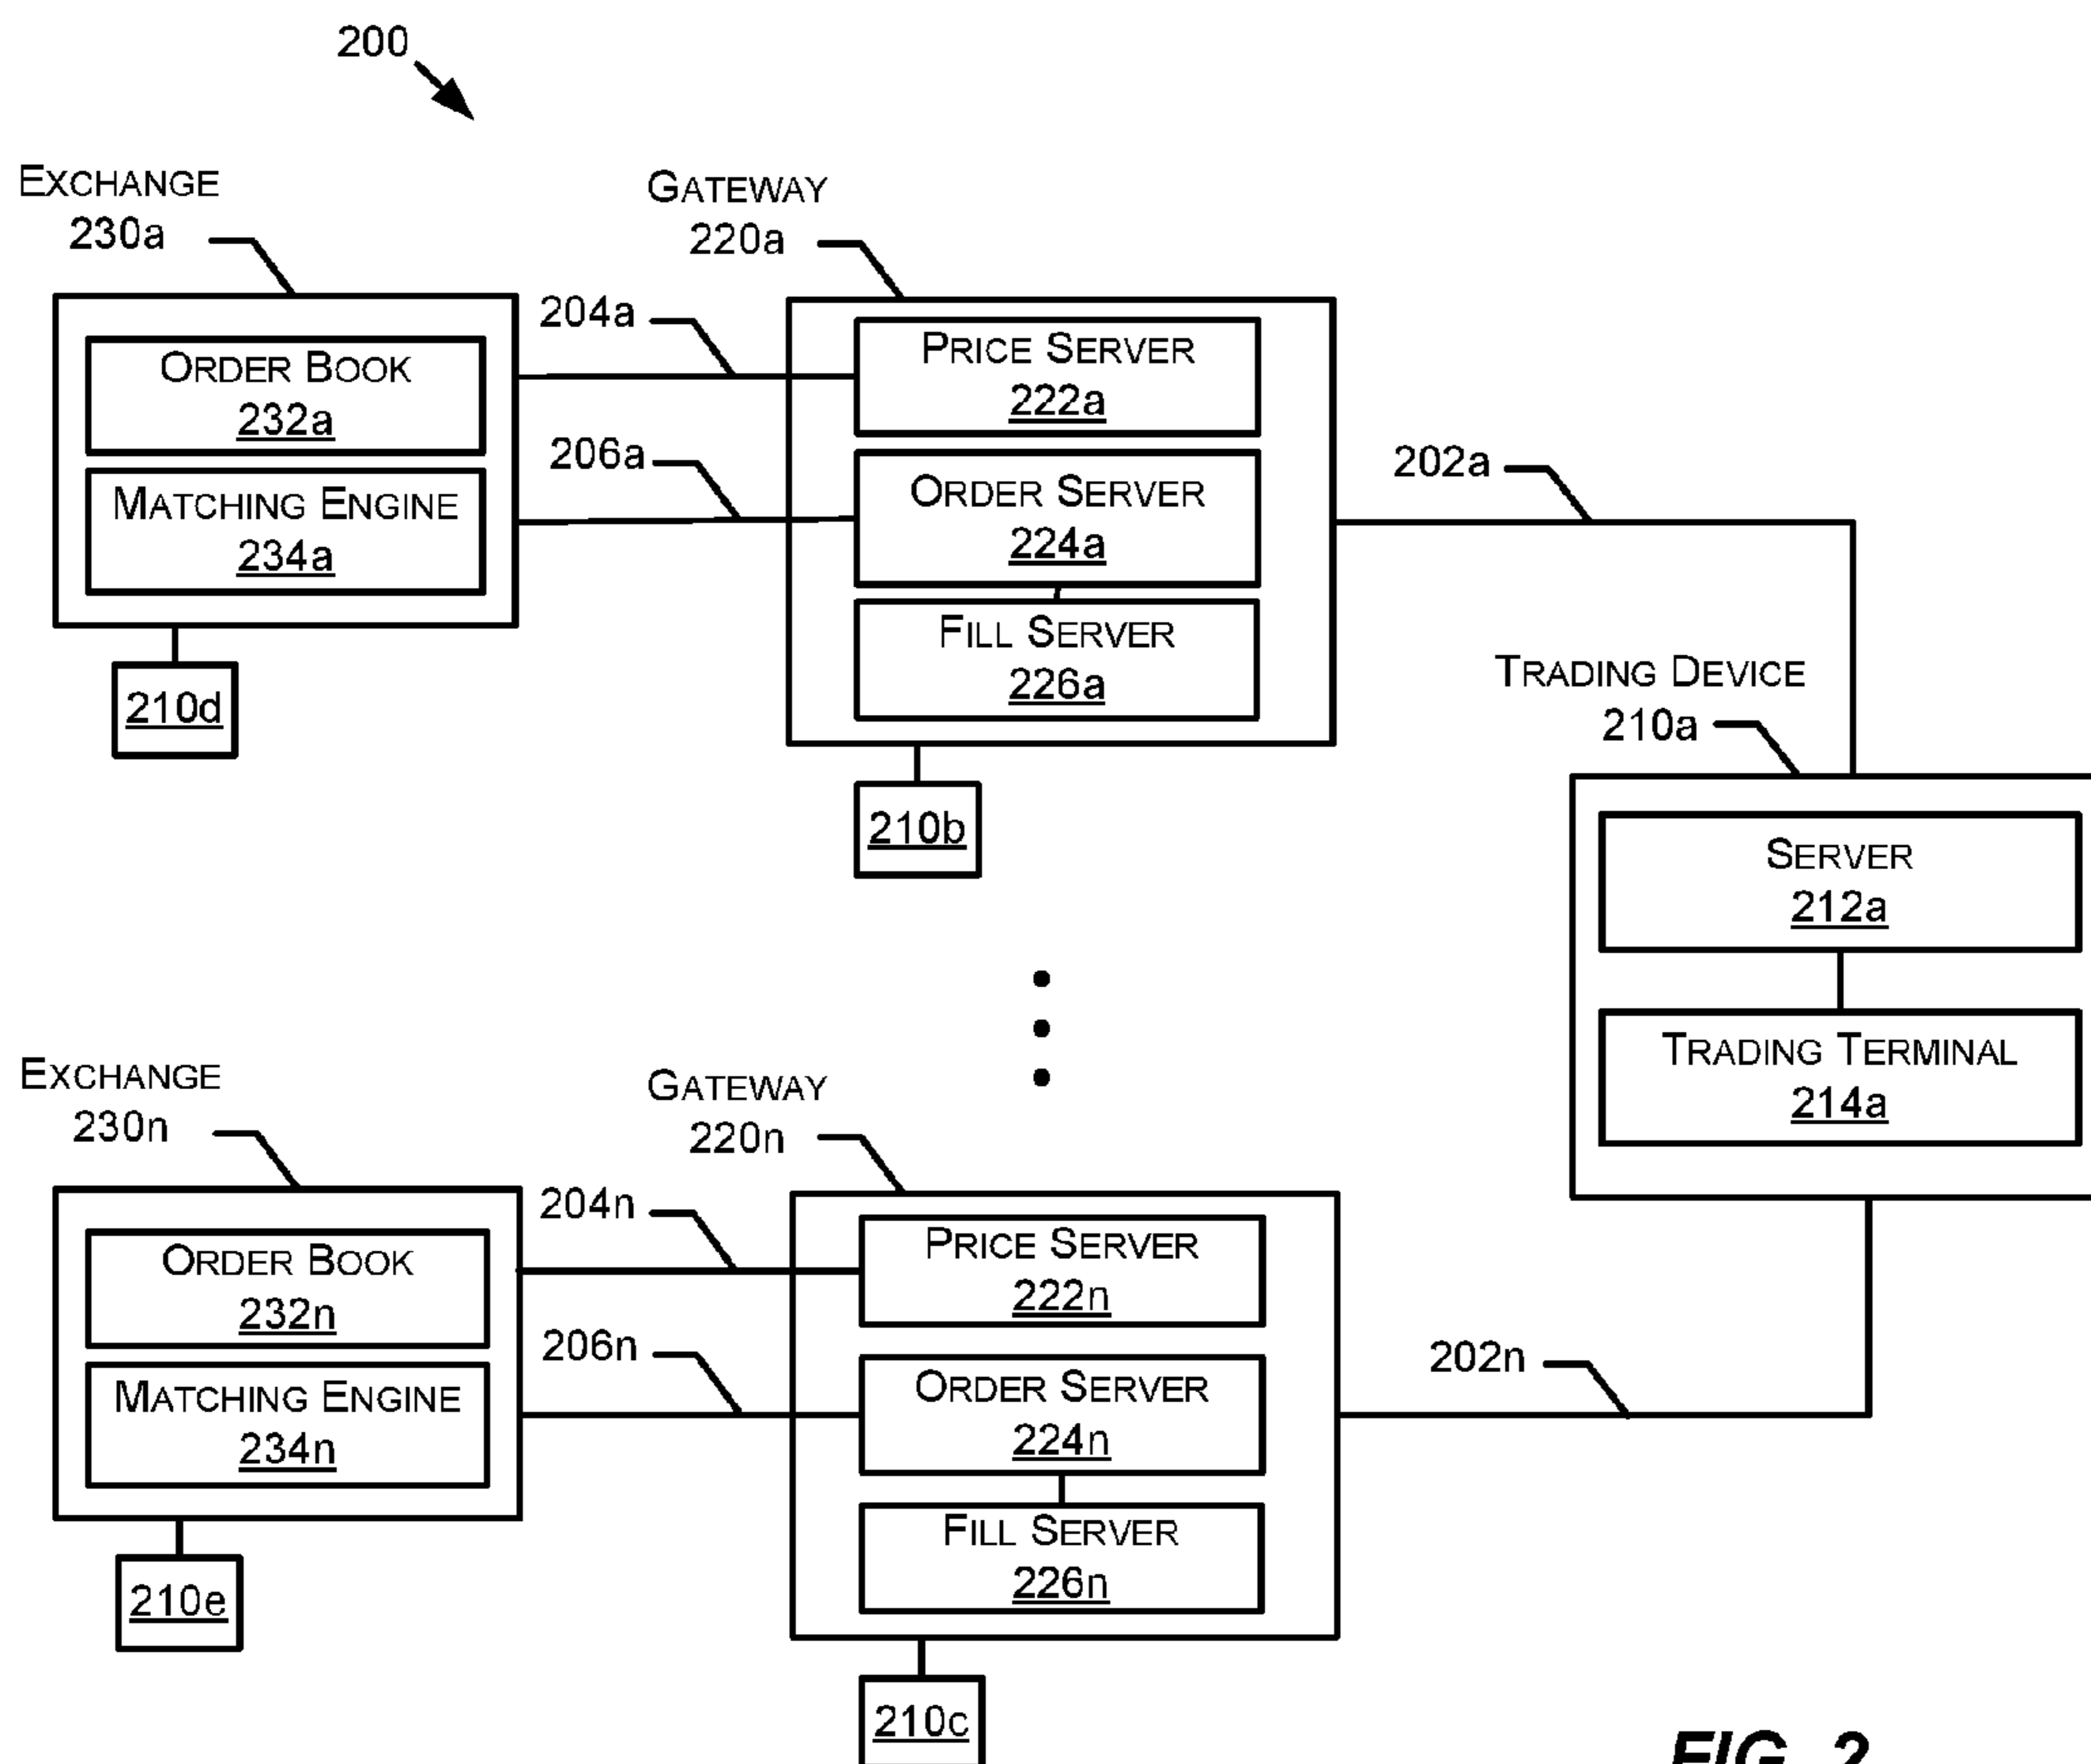 200
EXCHANGE
230a
GATEWAY
220a
204a
206a
ORDER BOOK
232a
MATCHING ENGINE
234a
210d
PRICE SERVER
222a
ORDER SERVER
224a
FILL SERVER
226a
210b
202a
TRADING DEVICE
210a
SERVER
212a
TRADING TERMINAL
214a
EXCHANGE
230n
GATEWAY
220n
204n
206n
ORDER BOOK
232n
MATCHING ENGINE
234n
210e
PRICE SERVER
222n
ORDER SERVER
224n
FILL SERVER
226n
210c
202n
FIG. 2